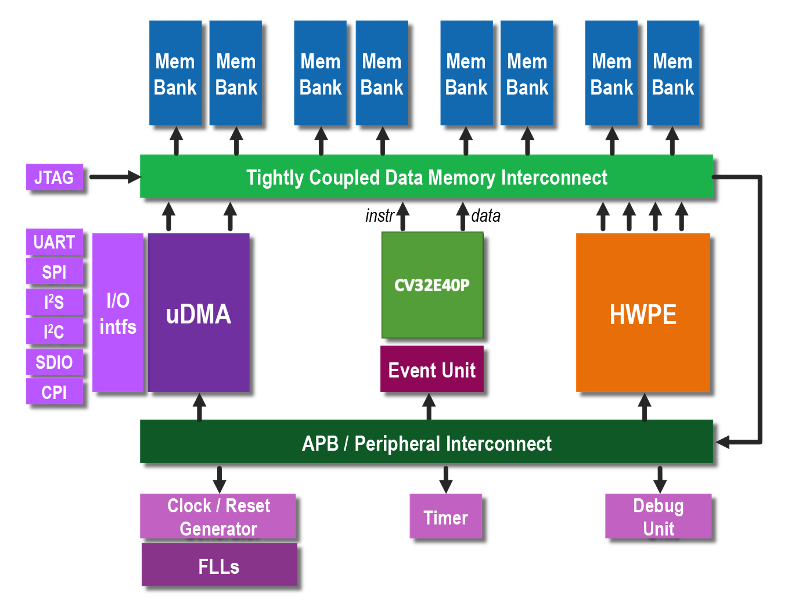 Mem Bank
Mem Bank
Mem Bank
Mem Bank
Mem Bank
Mem Bank
Mem Bank
Mem Bank
JTAG
Tightly Coupled Data Memory Interconnect
instr
data
UART
SPI
I²S
I²C
SDIO
CPI
I/O
intfs
uDMA
CV32E40P
Event Unit
HWPE
APB / Peripheral Interconnect
Clock / Reset
Generator
FLLs
Timer
Debug
Unit